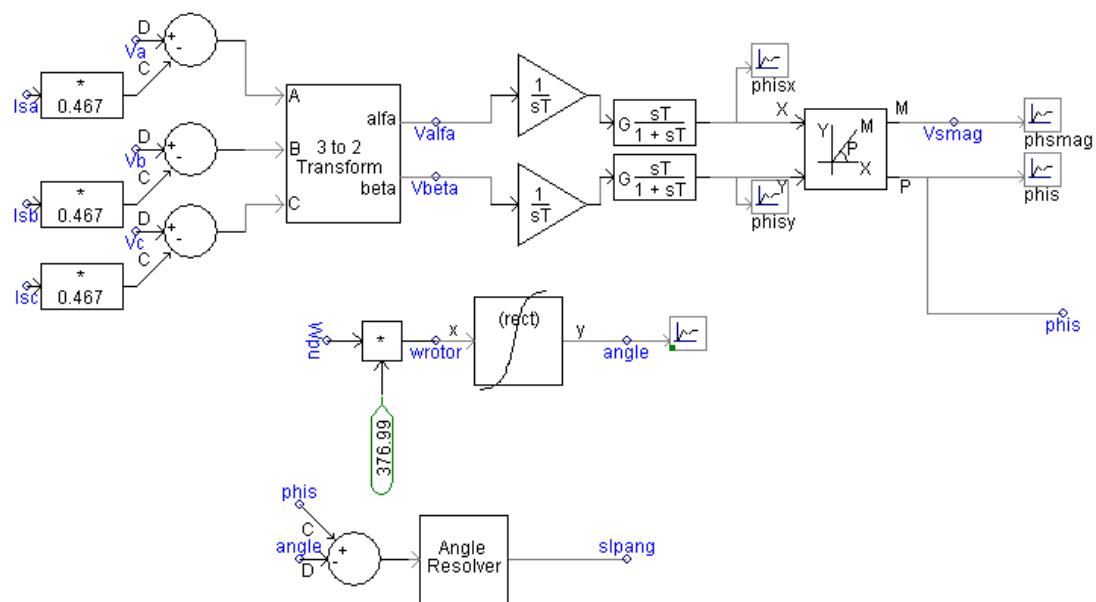 D
Va
+
-
C
*
0.467
Isa
D
Vb
+
-
C
*
0.467
Isb
D
Vc
+
-
C
*
0.467
Isc
A
B
C
3 to 2
Transform
alfa
beta
Valfa
Vbeta
1
sT
G sT
1 + sT
1
sT
G sT
1 + sT
phisx
phisy
X
Y
Y M
P
X
M
P
Vsmag
phsmag
phis
phis
Wpu
*
376.99
wrotor
x
(rect)
y
angle
phis
C
angle
D
+
-
Angle
Resolver
slpang